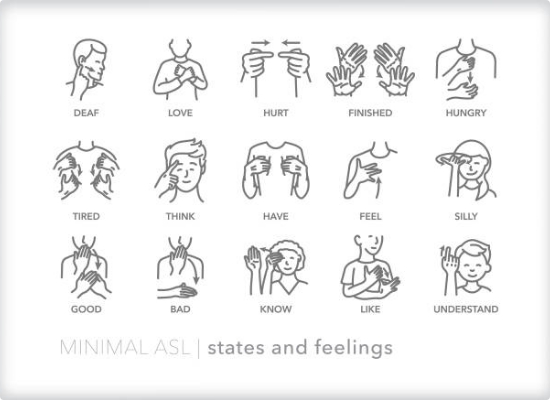 DEAF LOVE HURT FINISHED HUNGRY
TIRED THINK HAVE FEEL SILLY
GOOD BAD KNOW LIKE UNDERSTAND
MINIMAL ASL | states and feelings